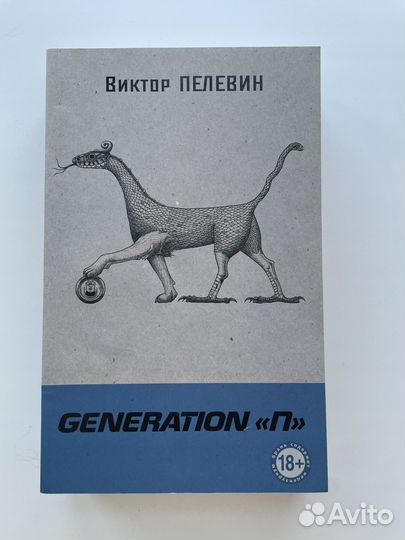 Виктор ПЕЛЕВИН
GENERATION «П»
18+
Avito